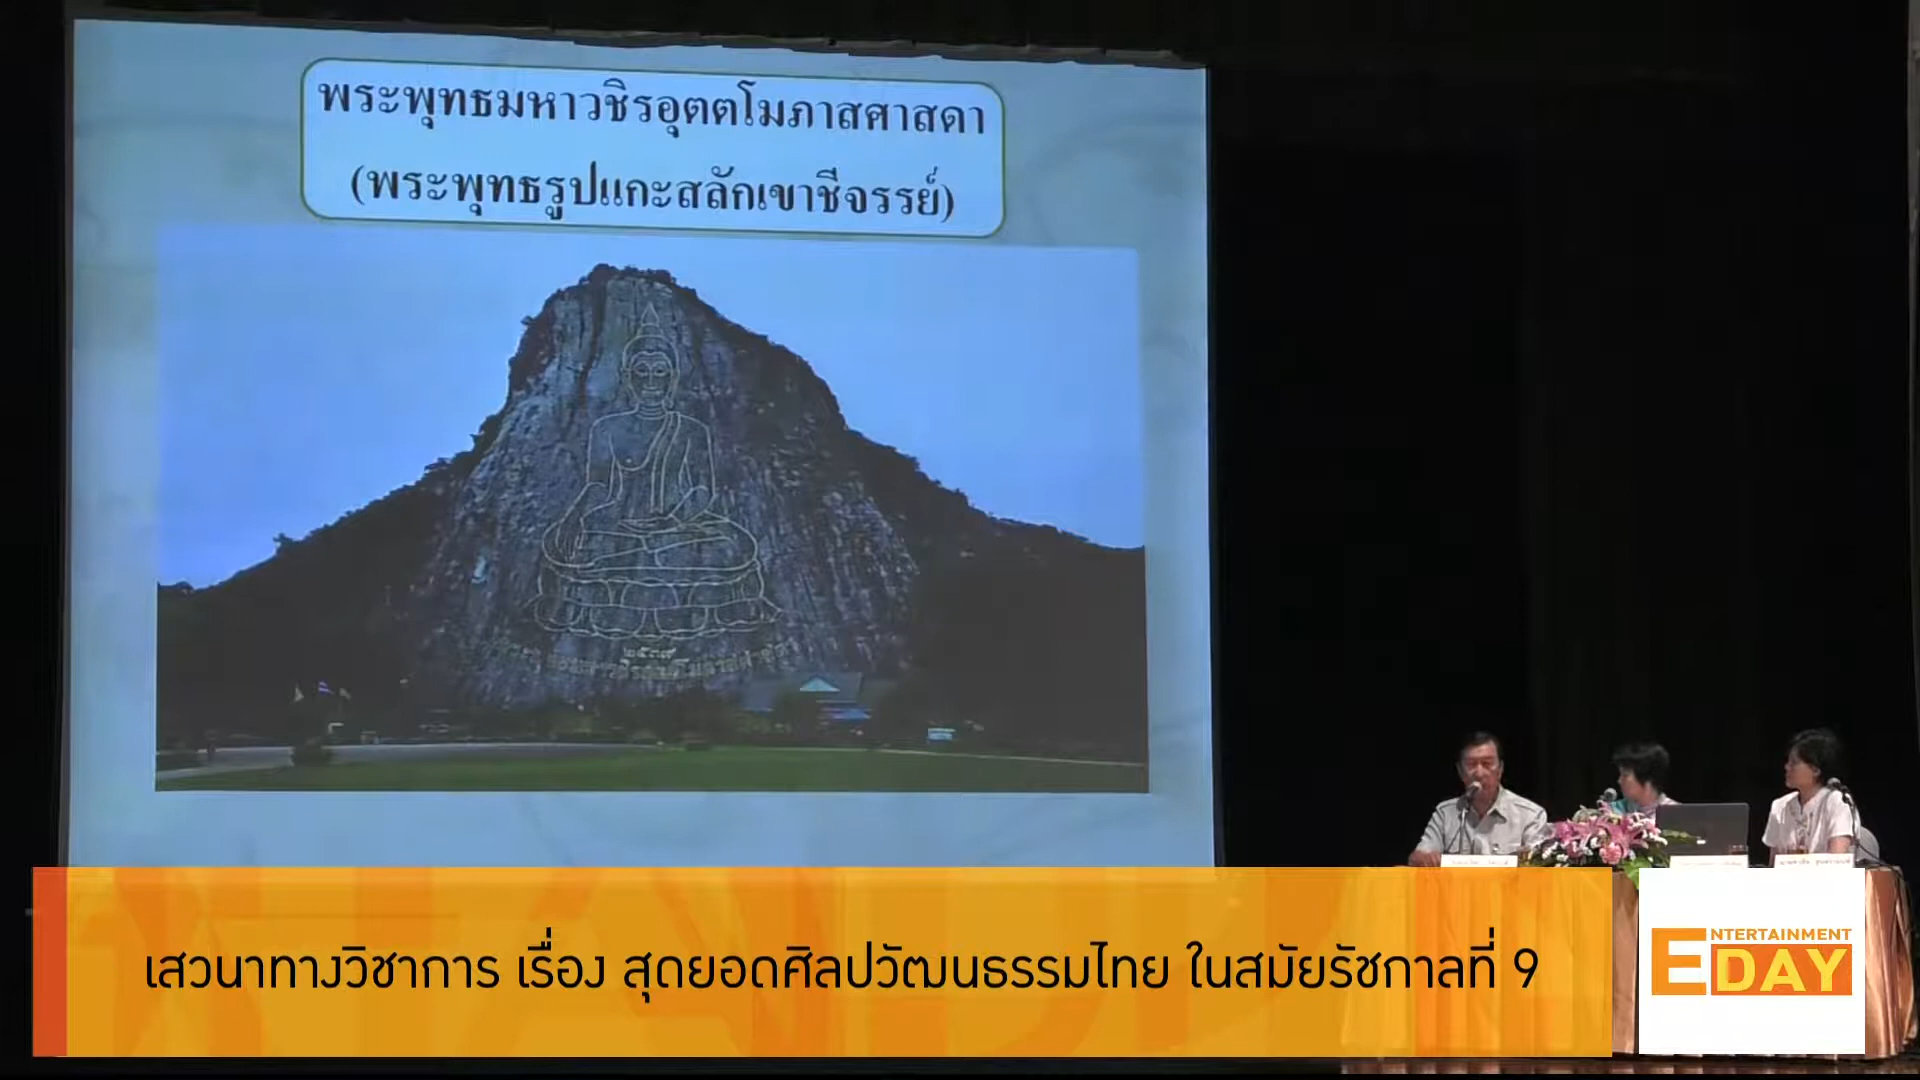 พระพุทธมหาวชิรอุตตโมภาสศาสดา
(พระพุทธรูปแกะสลักเขาชีจรรย์)
๒๕๓๙
เสวนาทางวิชาการ เรื่อง สุดยอดศิลปวัฒนธรรมไทย ในสมัยรัชกาลที่ 9
ENTERTAINMENT
DAY